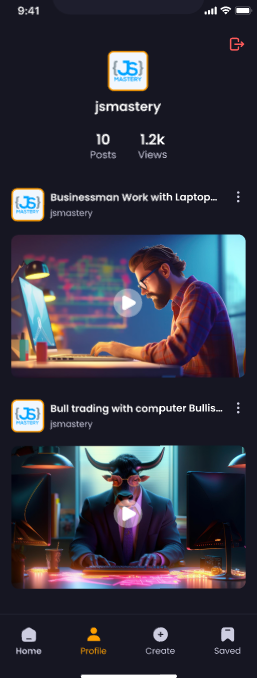 9:41
{JS}
MASTERY
jsmastery
10 1.2k
Posts Views
{JS}
MASTERY
Businessman Work with Laptop...
jsmastery
{JS}
MASTERY
Bull trading with computer Bullis...
jsmastery
Home Profile Create Saved